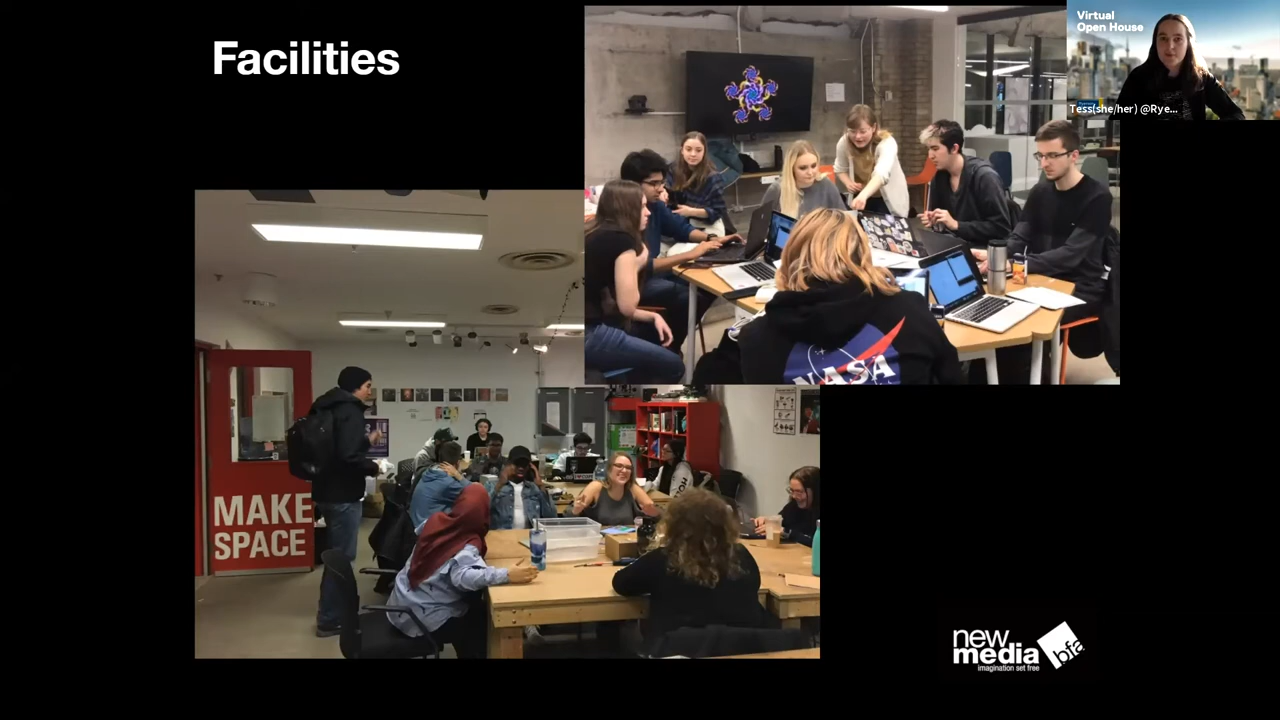 Facilities
Virtual
Open House
Tess(she/her) @Rye...
NASA
MAKE
SPACE
new
media
bfa
imagination set free